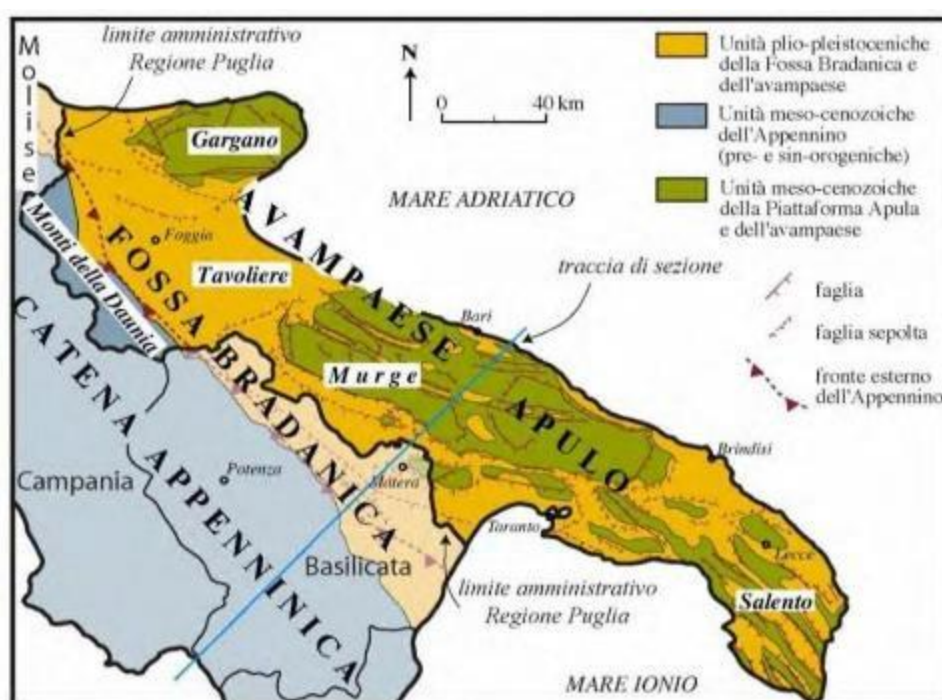 Molise
limite amministrativo
Regione Puglia
N
0 40 km
Unità plio-pleistoceniche
della Fossa Bradanica e
dell'avampaese
Unità meso-cenozoiche
dell'Appennino
(pre- e sin-orogeniche)
Unità meso-cenozoiche
della Piattaforma Apula
e dell'avampaese
Gargano
MARE ADRIATICO
AVAMPAESE APULO
FOSSA BRADANICA
CATENA APPENNINICA
Monti della Daunia
Foggia
Tavoliere
traccia di sezione
faglia
faglia sepolta
fronte esterno
dell'Appennino
Bari
Murge
Brindisi
Potenza
Matera
Campania
Taranto
Lecce
Basilicata
limite amministrativo
Regione Puglia
Salento
MARE IONIO